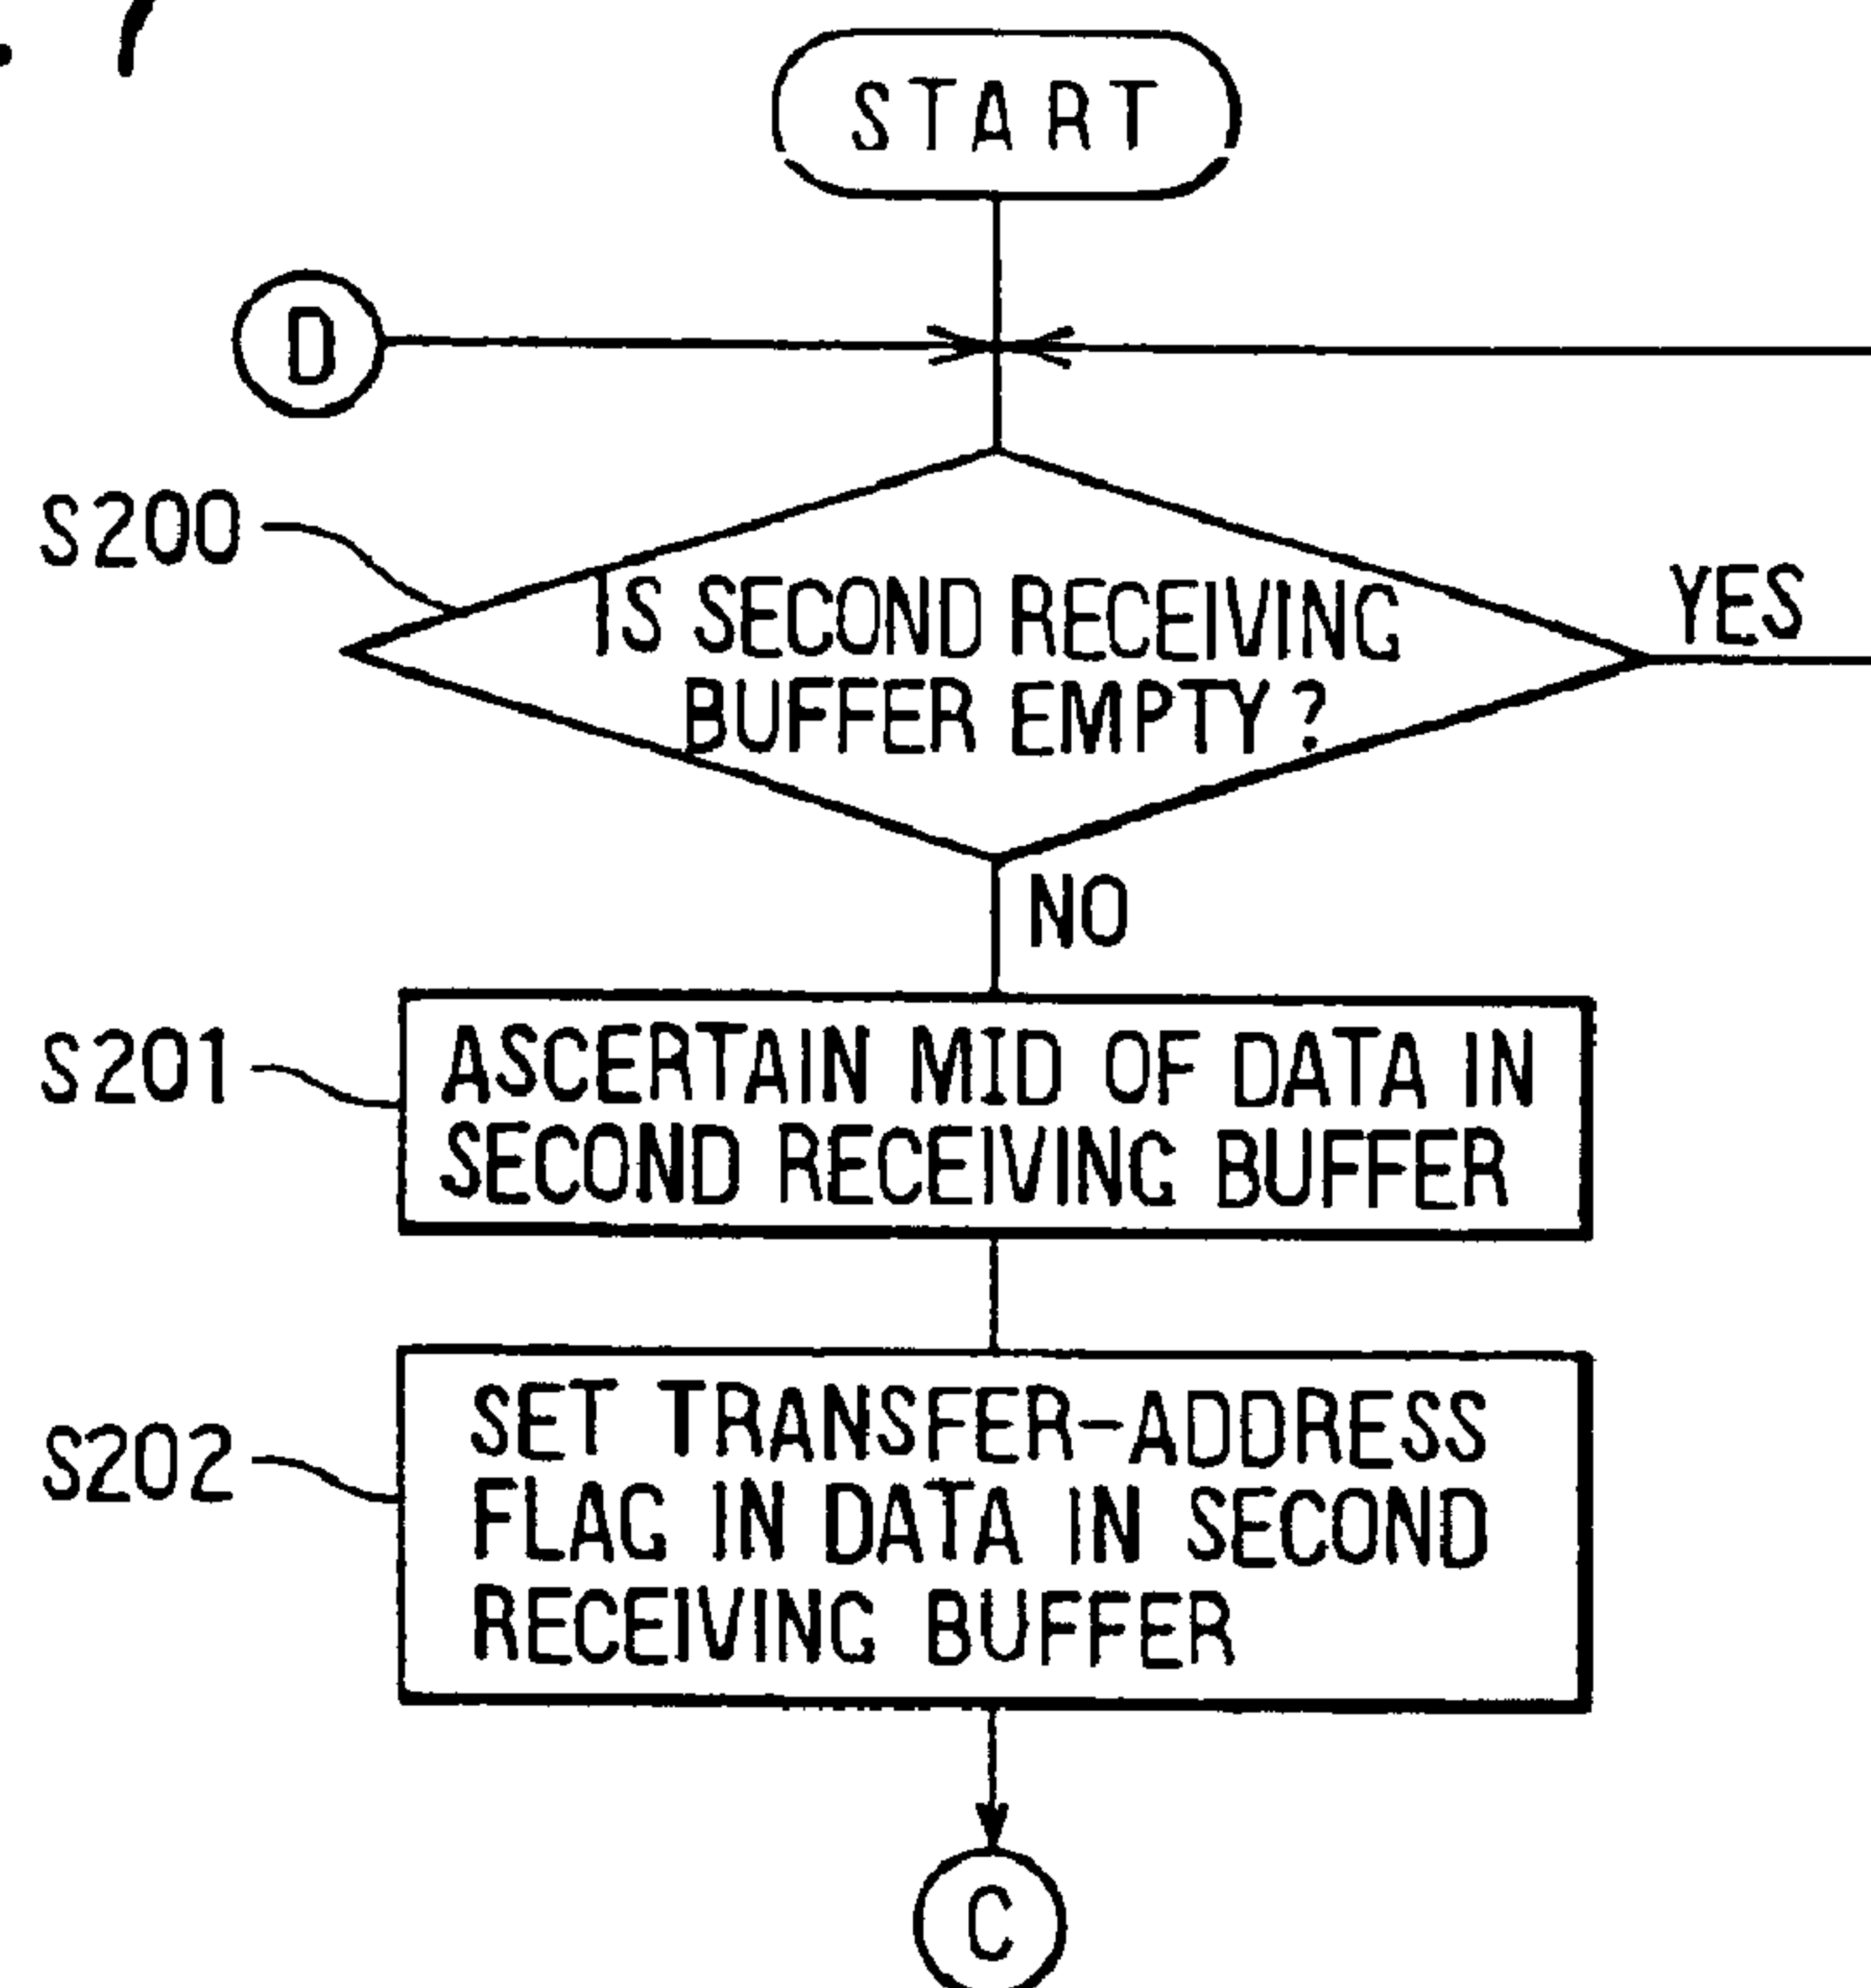 . 7
START
D
S200
IS SECOND RECEIVING
BUFFER EMPTY?
YES
NO
S201
ASCERTAIN MID OF DATA IN
SECOND RECEIVING BUFFER
S202
SET TRANSFER-ADDRESS
FLAG IN DATA IN SECOND
RECEIVING BUFFER
C